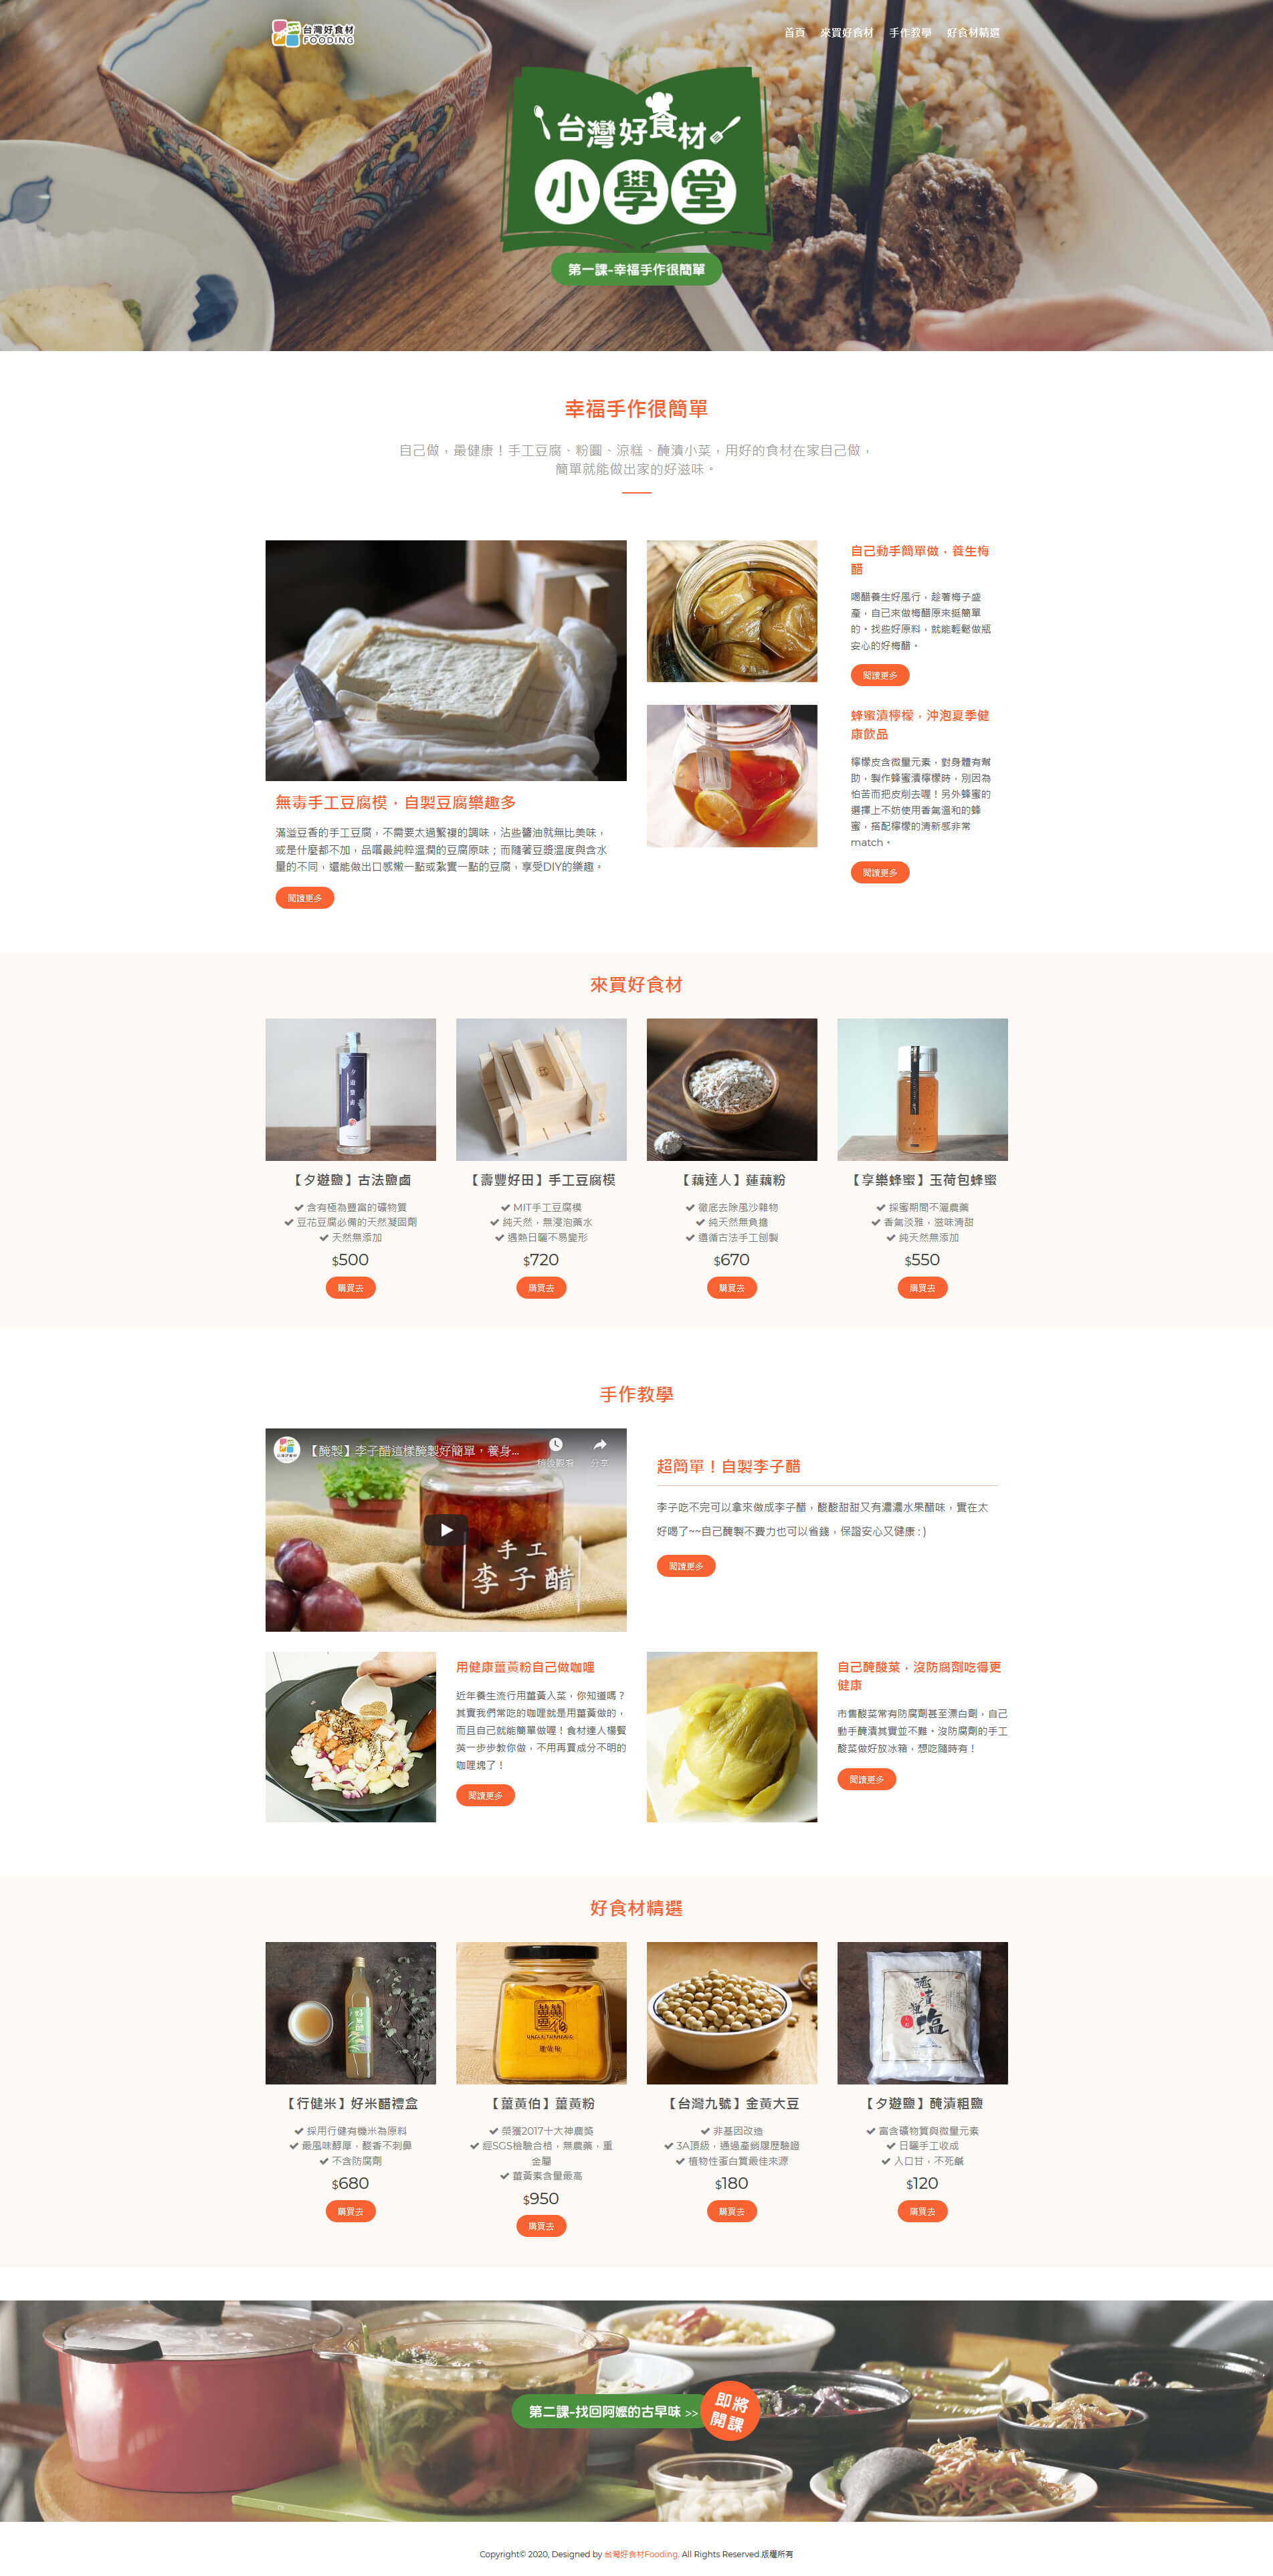 台灣好食材
FOODING
首頁 來買好食材 手作教學 好食材精選
台灣好食材
小學堂
第一課-幸福手作很簡單
幸福手作很簡單
自己做，最健康！手工豆腐、粉圓、涼糕、醃漬小菜，用好的食材在家自己做，
簡單就能做出家的好滋味。
無毒手工豆腐模，自製豆腐樂趣多
滿溢豆香的手工豆腐，不需要太過繁複的調味，沾些醬油就無比美味，
或是什麼都不加，品嚐最純粹溫潤的豆腐原味；而隨著豆漿溫度與含水
量的不同，還能做出口感嫩一點或紮實一點的豆腐，享受DIY的樂趣。
閱讀更多
自己動手簡單做，養生梅
醋
喝醋養生好風行，趁著梅子盛
產，自己來做梅醋原來挺簡單
的。找些好原料，就能輕鬆做瓶
安心的好梅醋。
閱讀更多
蜂蜜漬檸檬，沖泡夏季健
康飲品
檸檬皮含微量元素，對身體有幫
助，製作蜂蜜漬檸檬時，別因為
怕苦而把皮削去喔！另外蜂蜜的
選擇上不妨使用香氣溫和的蜂
蜜，搭配檸檬的清新感非常
match。
閱讀更多
來買好食材
夕遊鹽滷
【夕遊鹽】古法鹽滷
含有極為豐富的礦物質
豆花豆腐必備的天然凝固劑
天然無添加
$500
購買去
【壽豐好田】手工豆腐模
MIT手工豆腐模
純天然，無浸泡藥水
遇熱日曬不易變形
$720
購買去
【藕達人】蓮藕粉
徹底去除風沙雜物
純天然無負擔
遵循古法手工刨製
$670
購買去
【享樂蜂蜜】玉荷包蜂蜜
採蜜期間不灑農藥
香氣淡雅，滋味清甜
純天然無添加
$550
購買去
手作教學
【醃製】李子醋這樣醃製好簡單，養身...
稍後觀看 分享
手工
李子醋
超簡單！自製李子醋
李子吃不完可以拿來做成李子醋，酸酸甜甜又有濃濃水果醋味，實在太
好喝了~~自己醃製不費力也可以省錢，保證安心又健康 : )
閱讀更多
用健康薑黃粉自己做咖哩
近年養生流行用薑黃入菜，你知道嗎？
其實我們常吃的咖哩就是用薑黃做的，
而且自己就能簡單做喔！食材達人楊賢
英一步步教你做，不用再買成分不明的
咖哩塊了！
閱讀更多
自己醃酸菜，沒防腐劑吃得更
健康
市售酸菜常有防腐劑甚至漂白劑，自己
動手醃漬其實並不難。沒防腐劑的手工
酸菜做好放冰箱，想吃隨時有！
閱讀更多
好食材精選
好米醋
【行健米】好米醋禮盒
採用行健有機米為原料
最風味醇厚，酸香不刺鼻
不含防腐劑
$680
購買去
UNCLE TURMERIC
薑黃粉
【薑黃伯】薑黃粉
榮獲2017十大神農獎
經SGS檢驗合格，無農藥，重
金屬
薑黃素含量最高
$950
購買去
【台灣九號】金黃大豆
非基因改造
3A頂級，通過產銷履歷驗證
植物性蛋白質最佳來源
$180
購買去
醃漬粗塩
【夕遊鹽】醃漬粗鹽
富含礦物質與微量元素
日曬手工收成
入口甘，不死鹹
$120
購買去
第二課-找回阿嬤的古早味 >>
即將
開課
Copyright© 2020, Designed by 台灣好食材Fooding. All Rights Reserved.版權所有